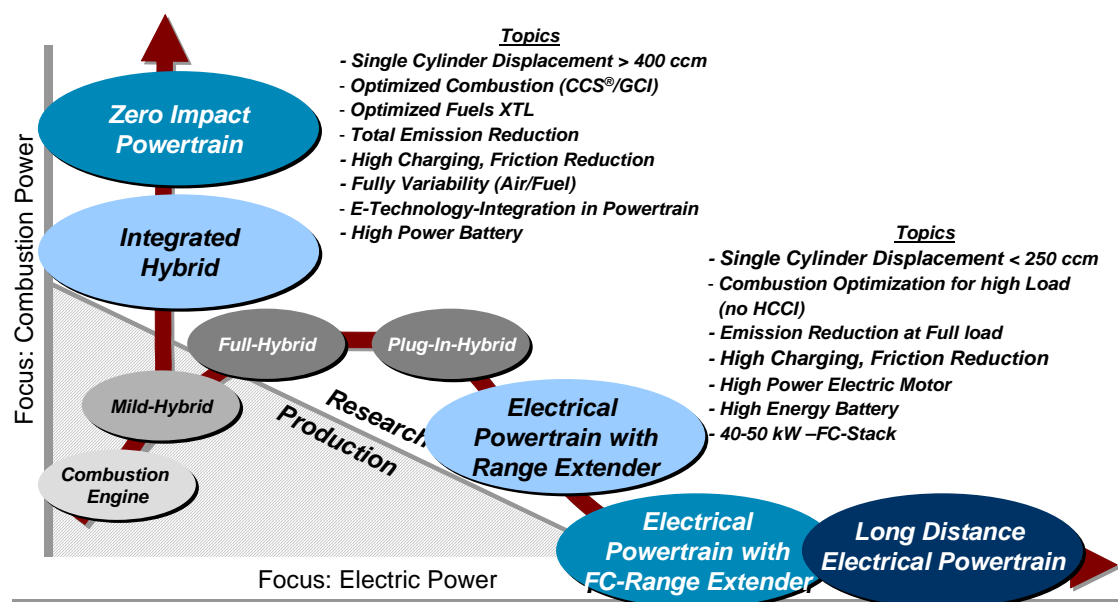 Topics
- Single Cylinder Displacement > 400 ccm
- Optimized Combustion (CCS®/GCI)
- Optimized Fuels XTL
- Total Emission Reduction
- High Charging, Friction Reduction
- Fully Variability (Air/Fuel)
- E-Technology-Integration in Powertrain
- High Power Battery
Zero Impact
Powertrain
Integrated
Hybrid
Focus: Combustion Power
Topics
- Single Cylinder Displacement < 250 ccm
- Combustion Optimization for high Load
(no HCCI)
- Emission Reduction at Full load
- High Charging, Friction Reduction
- High Power Electric Motor
- High Energy Battery
- 40-50 kW –FC-Stack
Full-Hybrid
Plug-In-Hybrid
Mild-Hybrid
Research
Production
Combustion
Engine
Electrical
Powertrain with
Range Extender
Electrical
Powertrain with
FC-Range Extender
Long Distance
Electrical Powertrain
Focus: Electric Power